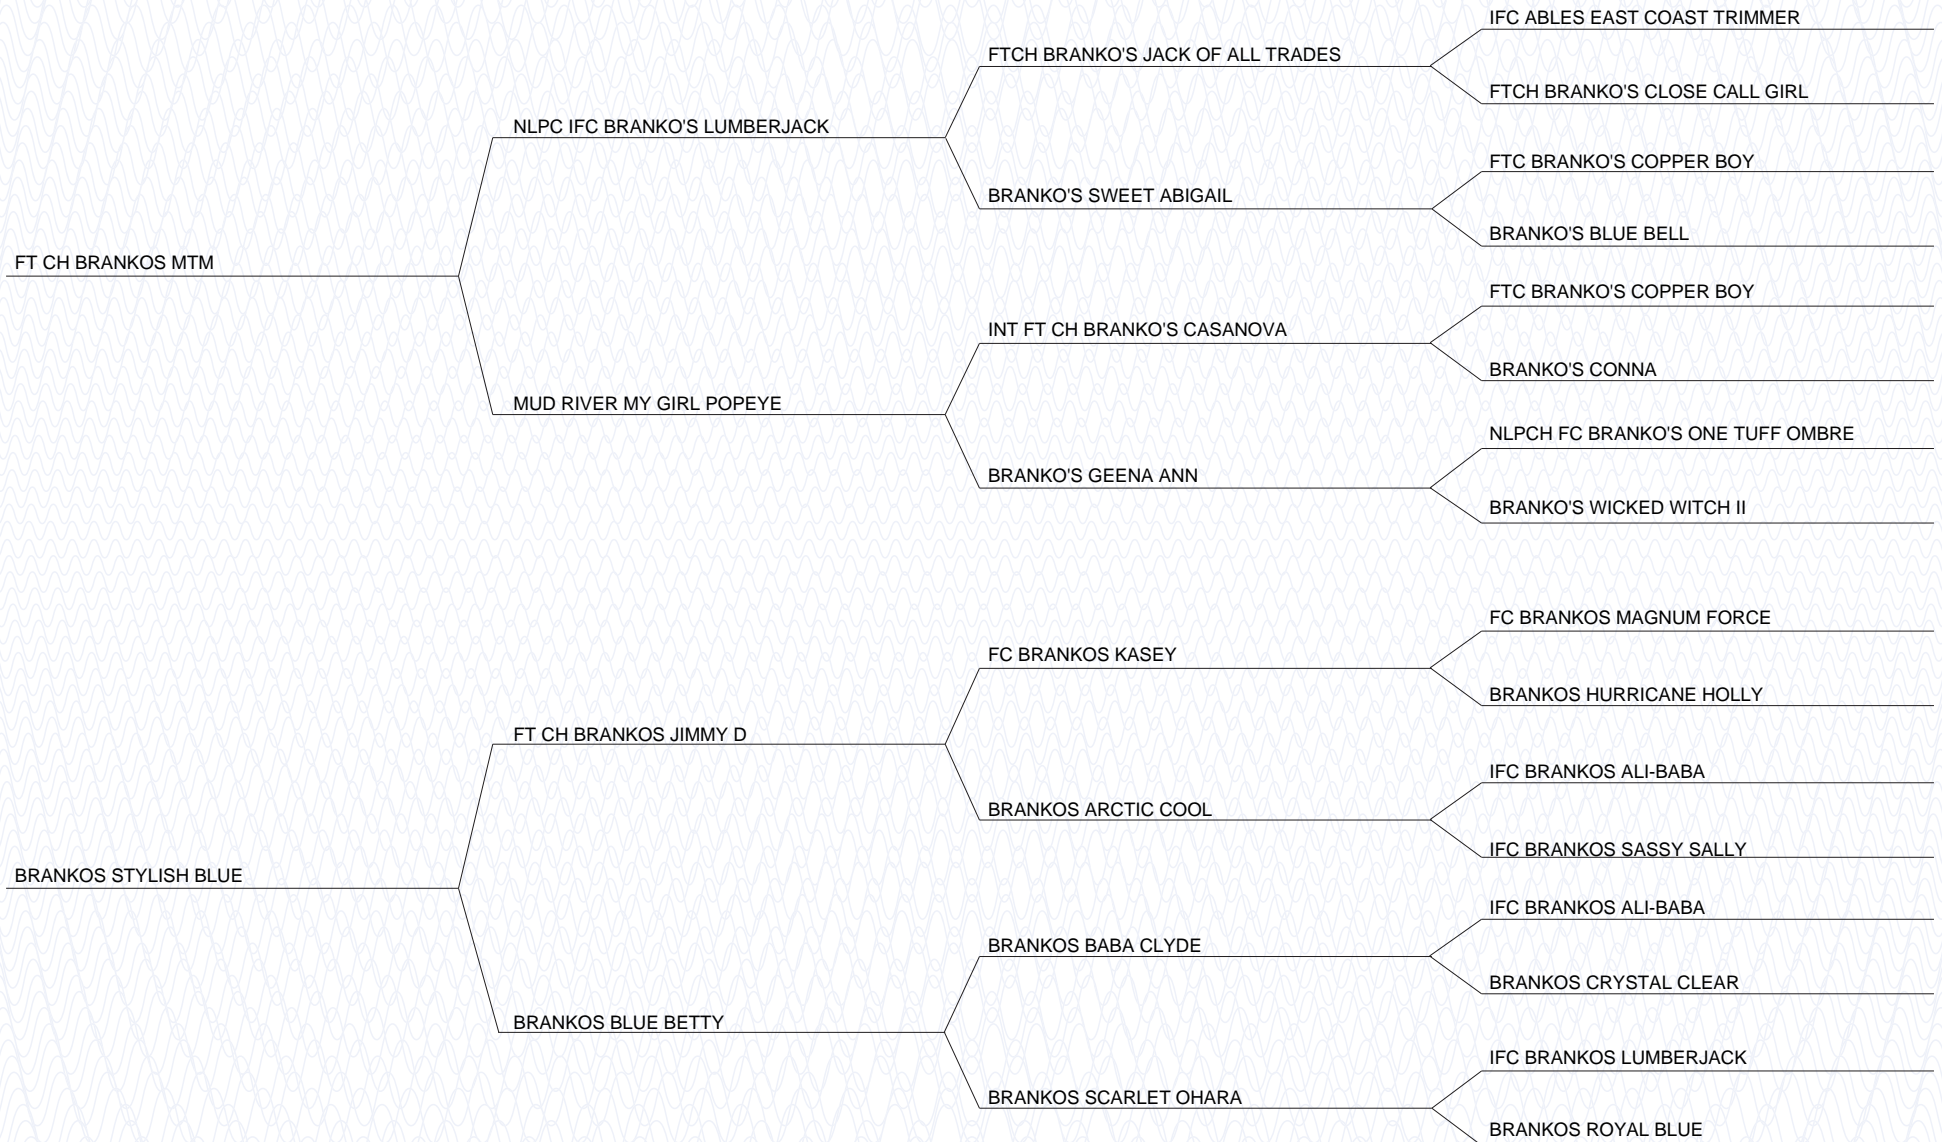 IFC ABLES EAST COAST TRIMMER
FTCH BRANKO'S JACK OF ALL TRADES
FTCH BRANKO'S CLOSE CALL GIRL
NLPC IFC BRANKO'S LUMBERJACK
FTC BRANKO'S COPPER BOY
BRANKO'S SWEET ABIGAIL
BRANKO'S BLUE BELL
FT CH BRANKOS MTM
FTC BRANKO'S COPPER BOY
INT FT CH BRANKO'S CASANOVA
BRANKO'S CONNA
MUD RIVER MY GIRL POPEYE
NLPCH FC BRANKO'S ONE TUFF OMBRE
BRANKO'S GEENA ANN
BRANKO'S WICKED WITCH II
FC BRANKOS MAGNUM FORCE
FC BRANKOS KASEY
BRANKOS HURRICANE HOLLY
FT CH BRANKOS JIMMY D
IFC BRANKOS ALI-BABA
BRANKOS ARCTIC COOL
IFC BRANKOS SASSY SALLY
BRANKOS STYLISH BLUE
IFC BRANKOS ALI-BABA
BRANKOS BABA CLYDE
BRANKOS CRYSTAL CLEAR
BRANKOS BLUE BETTY
IFC BRANKOS LUMBERJACK
BRANKOS SCARLET OHARA
BRANKOS ROYAL BLUE